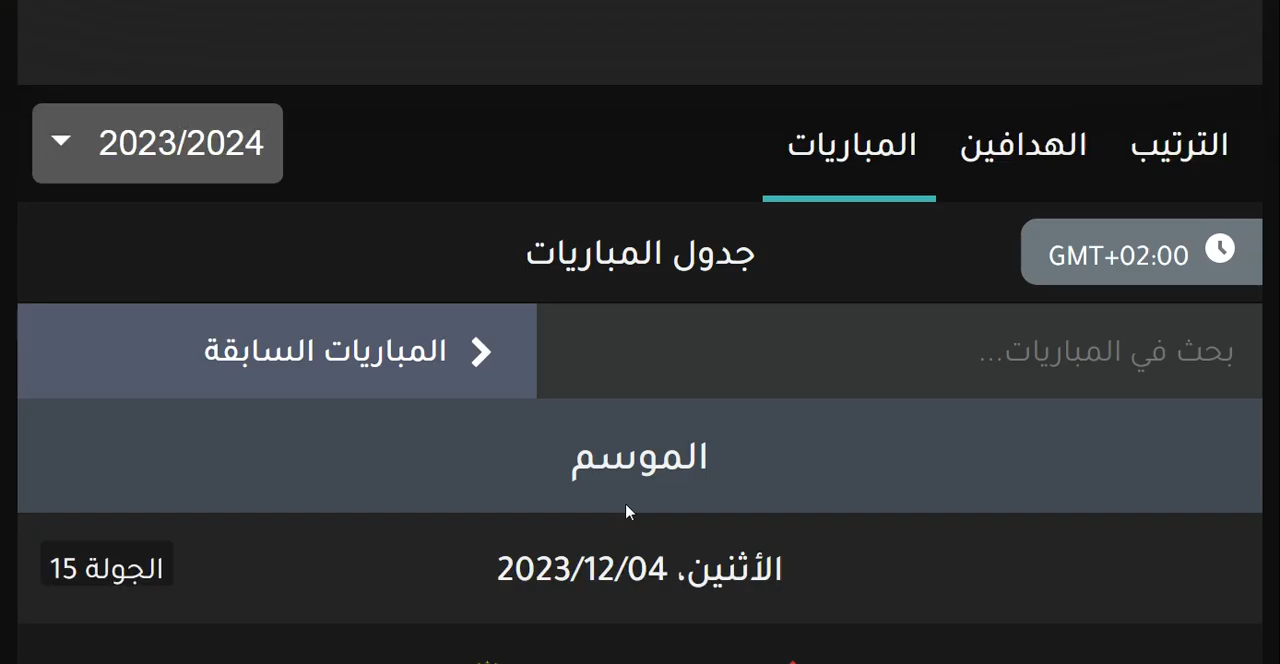 الترتيب الهدافين المباريات 2023/2024
GMT+02:00 جدول المباريات
بحث في المباريات... المباريات السابقة
الموسم
الأثنين، 2023/12/04 الجولة 15